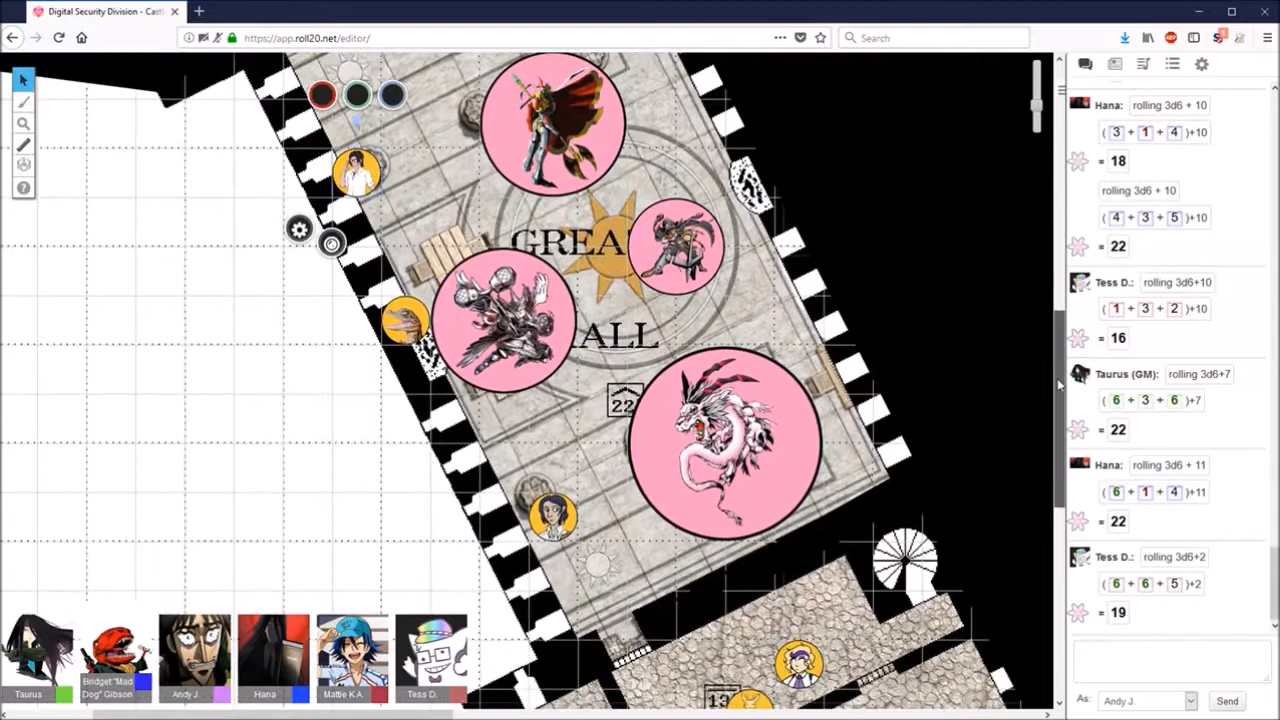 Digital Security Division - Cast
https://app.roll20.net/editor/
Search
GREA
ALL
22
13
Hana: rolling 3d6 + 10
( 3 + 1 + 4 )+10
= 18
rolling 3d6 + 10
( 4 + 3 + 5 )+10
= 22
Tess D.: rolling 3d6+10
( 1 + 3 + 2 )+10
= 16
Taurus (GM): rolling 3d6+7
( 6 + 3 + 6 )+7
= 22
Hana: rolling 3d6 + 11
( 6 + 1 + 4 )+11
= 22
Tess D.: rolling 3d6+2
( 6 + 6 + 5 )+2
= 19
Taurus
Bridget "Mad
Dog" Gibson
Andy J.
Hana
Mattie K.A.
Tess D.
As: Andy J. Send